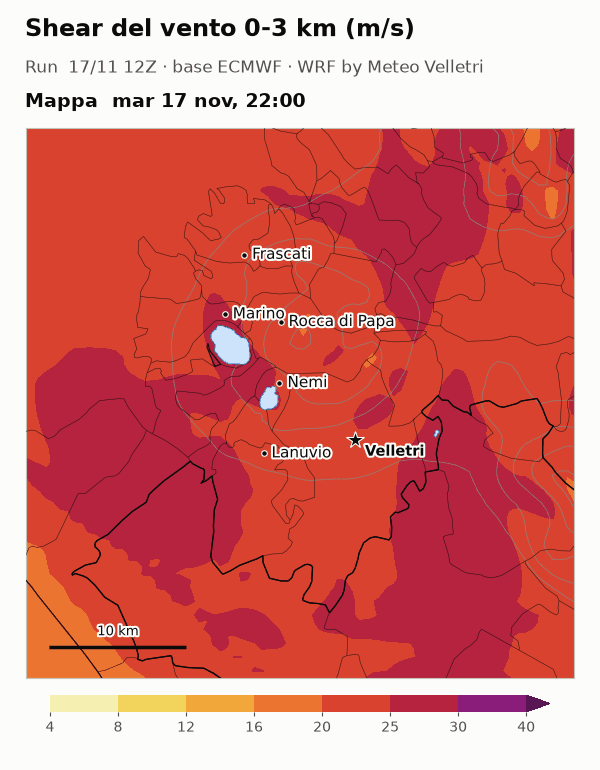 Shear del vento 0-3 km (m/s)
Run 17/11 12Z · base ECMWF · WRF by Meteo Velletri
Mappa mar 17 nov, 22:00
Frascati
Marino
Rocca di Papa
Nemi
Velletri
Lanuvio
10 km
4 8 12 16 20 25 30 40